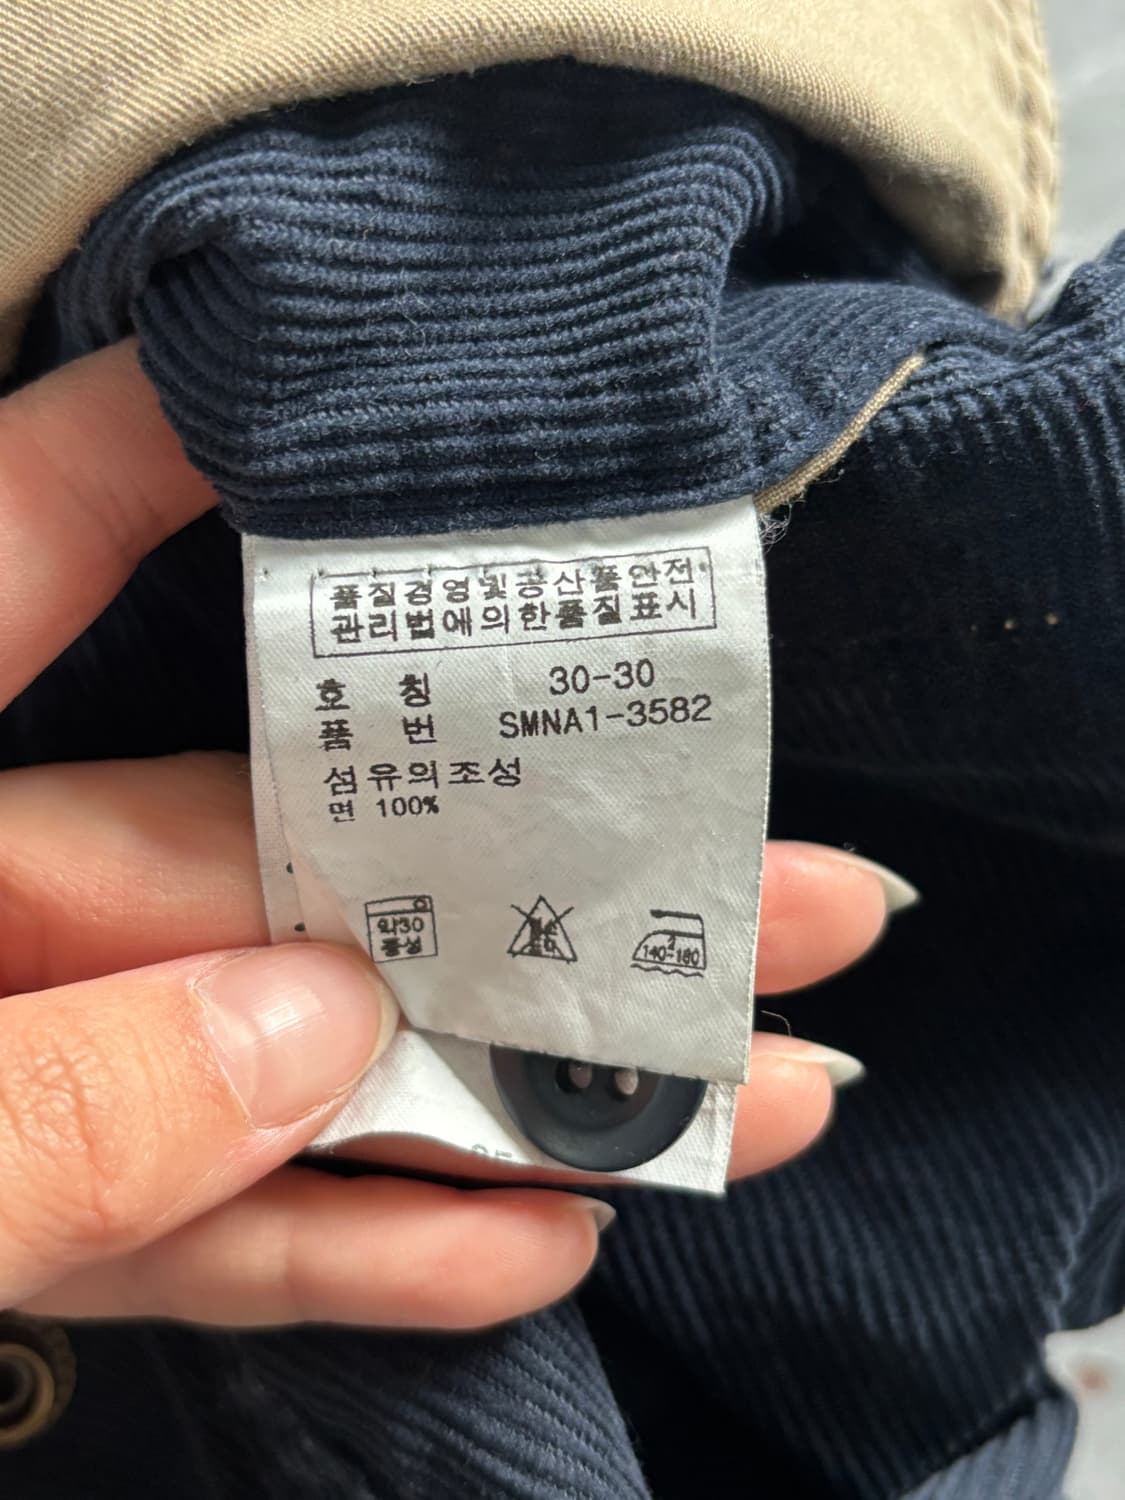 품질경영및공산품안전
관리법에의한품질표시
호 칭 30-30
품 번 SMNA1-3582
섬유의조성
면 100%
약30
중성
140-160